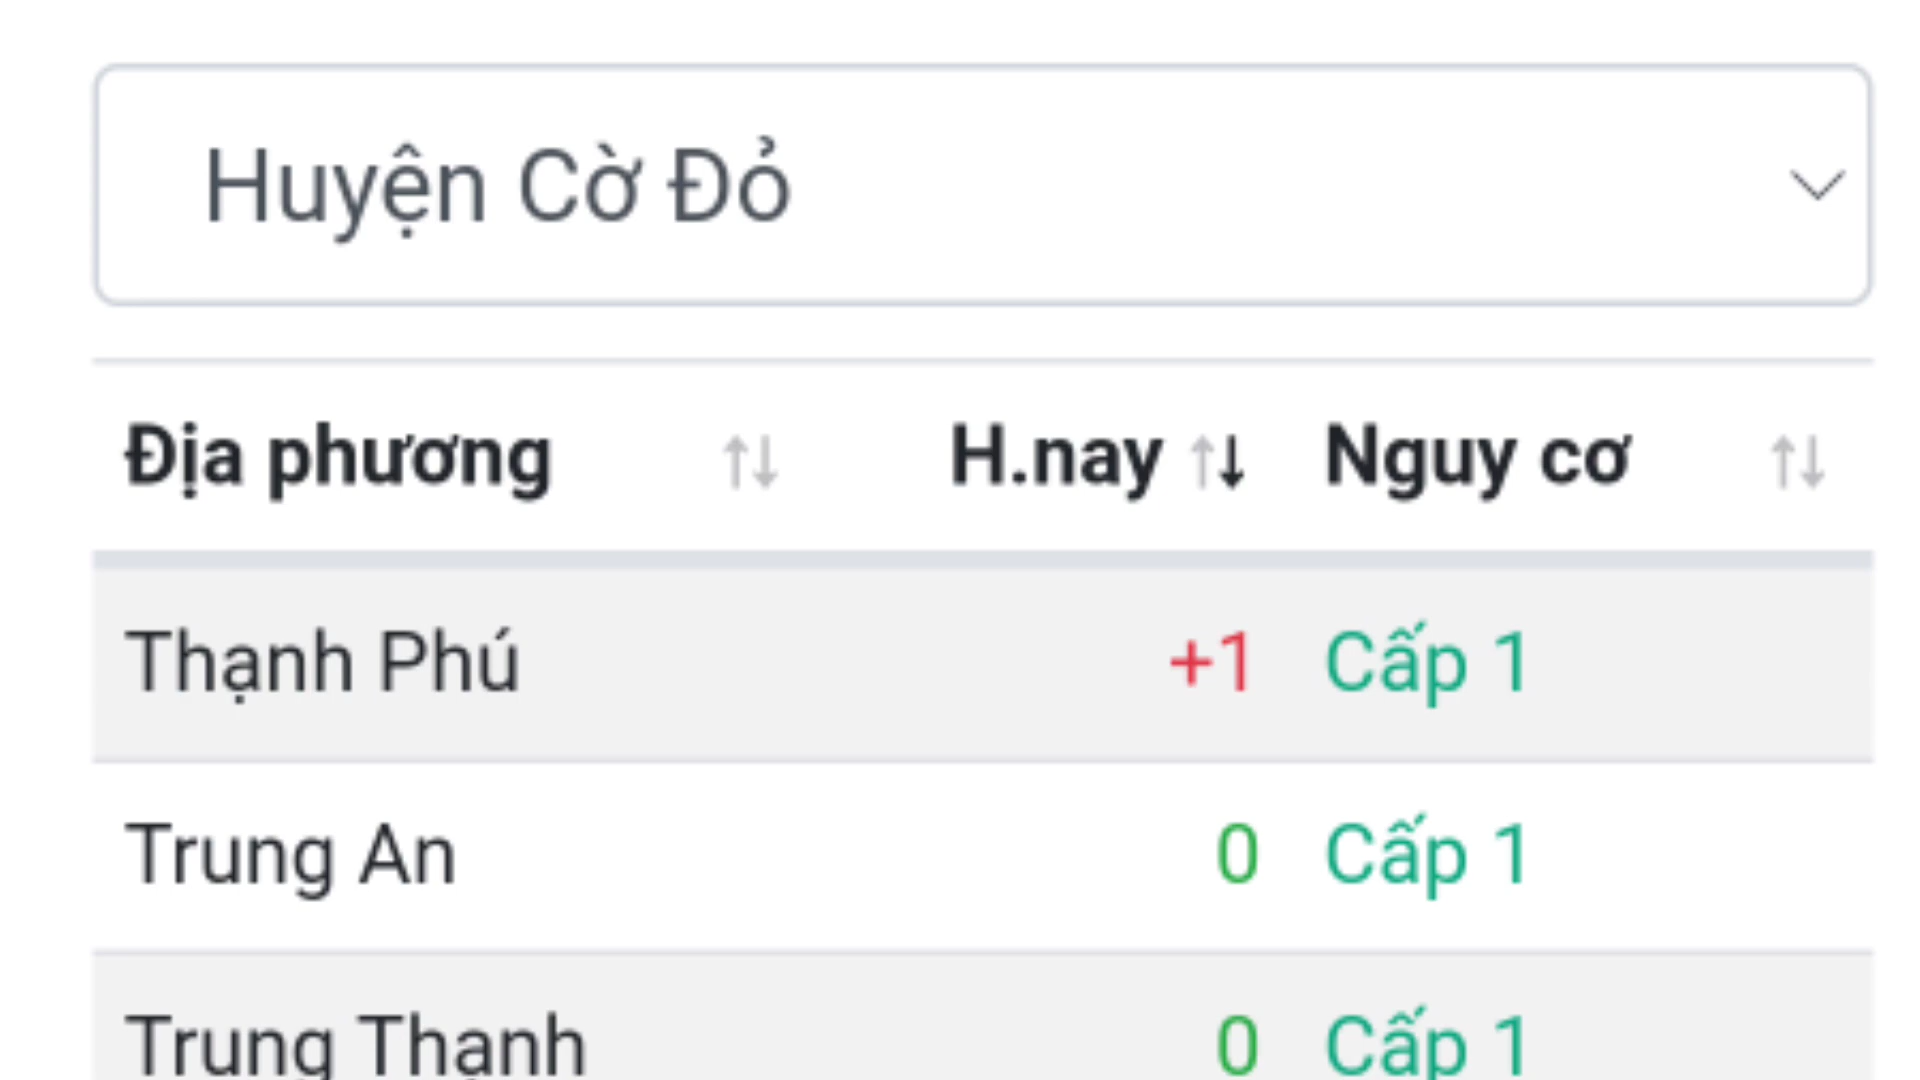 Huyện Cờ Đỏ
Địa phương H.nay Nguy cơ
Thạnh Phú +1 Cấp 1
Trung An 0 Cấp 1
Trung Thạnh 0 Cấp 1